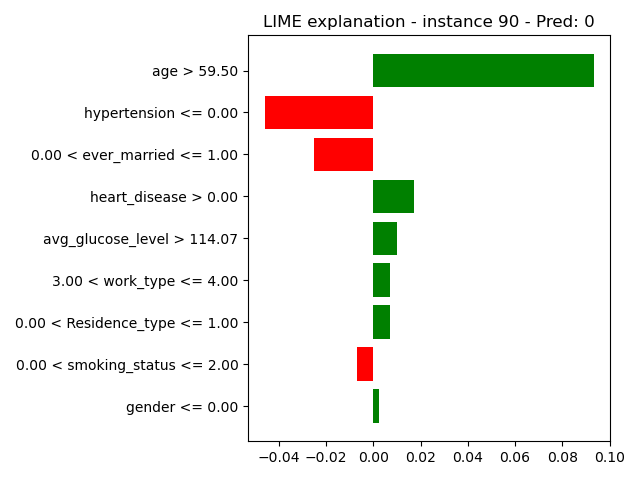 LIME explanation - instance 90 - Pred: 0
age > 59.50
hypertension <= 0.00
0.00 < ever_married <= 1.00
heart_disease > 0.00
avg_glucose_level > 114.07
3.00 < work_type <= 4.00
0.00 < Residence_type <= 1.00
0.00 < smoking_status <= 2.00
gender <= 0.00
−0.04 −0.02 0.00 0.02 0.04 0.06 0.08 0.10